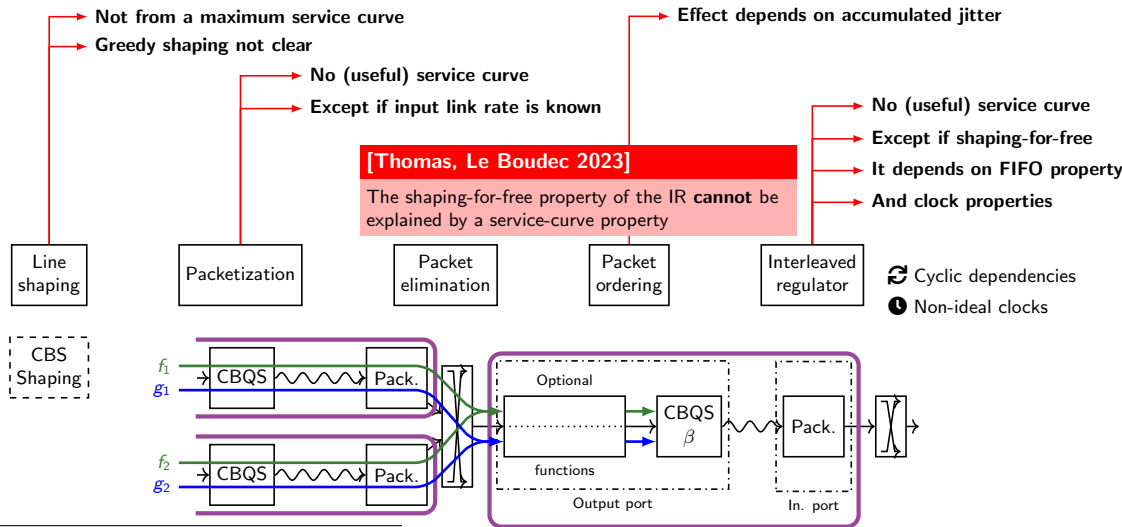 Not from a maximum service curve
Greedy shaping not clear
Effect depends on accumulated jitter
No (useful) service curve
Except if input link rate is known
No (useful) service curve
Except if shaping-for-free
It depends on FIFO property
And clock properties
[Thomas, Le Boudec 2023]
The shaping-for-free property of the IR cannot be
explained by a service-curve property
Line
shaping
Packetization
Packet
elimination
Packet
ordering
Interleaved
regulator
Cyclic dependencies
Non-ideal clocks
CBS
Shaping
f₁
g₁
CBQS
Pack.
f₂
g₂
CBQS
Pack.
Optional
functions
CBQS
β
Output port
Pack.
In. port